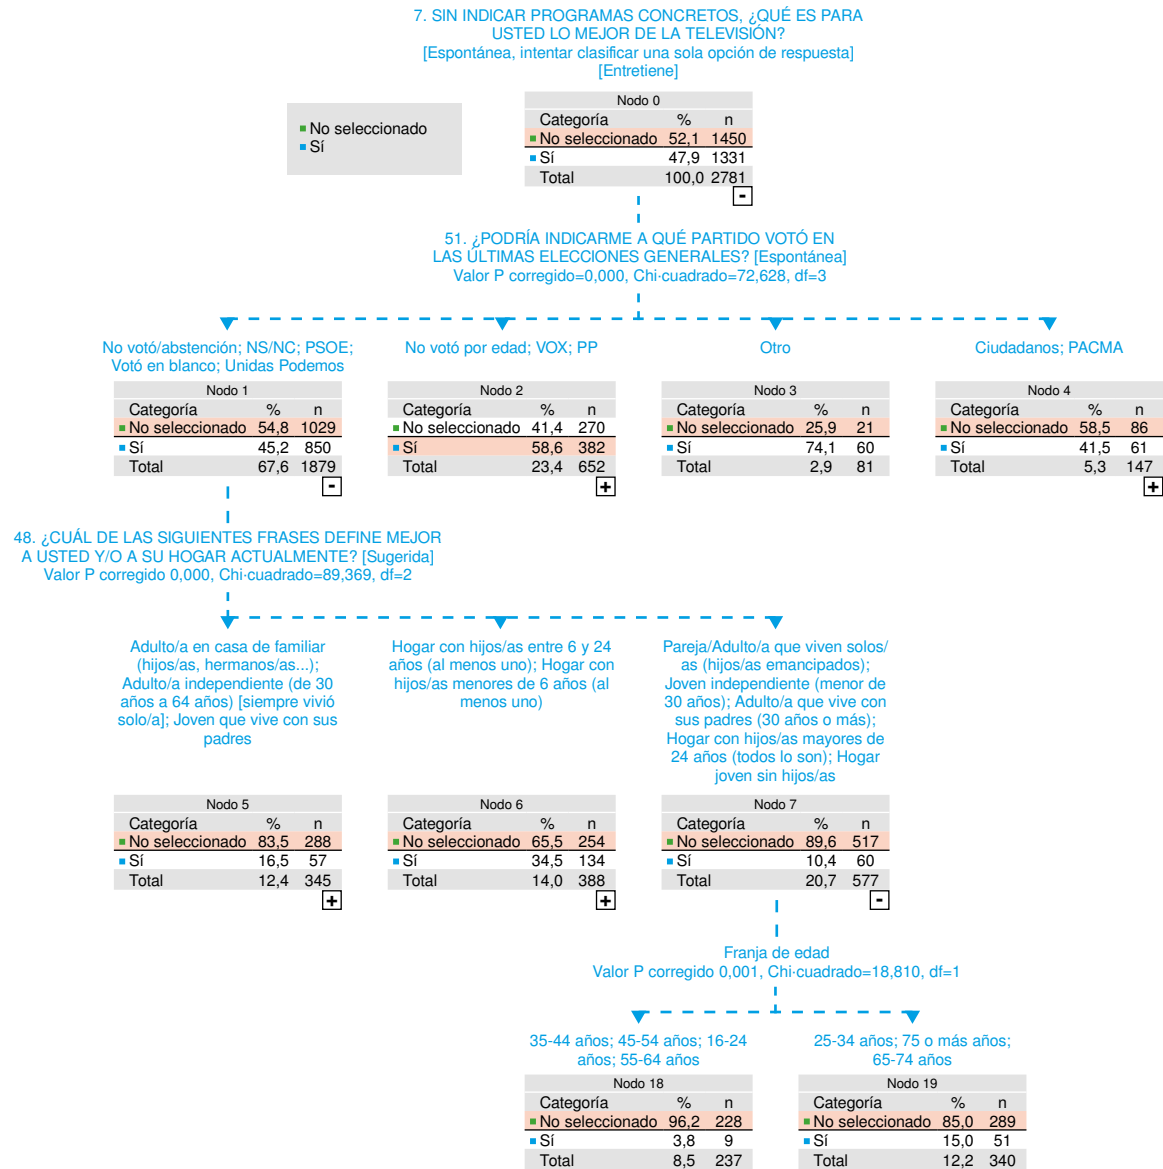 7. SIN INDICAR PROGRAMAS CONCRETOS, ¿QUÉ ES PARA
USTED LO MEJOR DE LA TELEVISIÓN?
[Espontánea, intentar clasificar una sola opción de respuesta]
[Entretiene]
No seleccionado
Sí
Nodo 0
Categoría % n
No seleccionado 52,1 1450
Sí 47,9 1331
Total 100,0 2781
-
51. ¿PODRÍA INDICARME A QUÉ PARTIDO VOTÓ EN
LAS ÚLTIMAS ELECCIONES GENERALES? [Espontánea]
Valor P corregido=0,000, Chi-cuadrado=72,628, df=3
No votó/abstención; NS/NC; PSOE;
Votó en blanco; Unidas Podemos
Nodo 1
Categoría % n
No seleccionado 54,8 1029
Sí 45,2 850
Total 67,6 1879
-
No votó por edad; VOX; PP
Nodo 2
Categoría % n
No seleccionado 41,4 270
Sí 58,6 382
Total 23,4 652
+
Otro
Nodo 3
Categoría % n
No seleccionado 25,9 21
Sí 74,1 60
Total 2,9 81
Ciudadanos; PACMA
Nodo 4
Categoría % n
No seleccionado 58,5 86
Sí 41,5 61
Total 5,3 147
+
48. ¿CUÁL DE LAS SIGUIENTES FRASES DEFINE MEJOR
A USTED Y/O A SU HOGAR ACTUALMENTE? [Sugerida]
Valor P corregido 0,000, Chi-cuadrado=89,369, df=2
Adulto/a en casa de familiar
(hijos/as, hermanos/as...);
Adulto/a independiente (de 30
años a 64 años) [siempre vivió
solo/a]; Joven que vive con sus
padres
Nodo 5
Categoría % n
No seleccionado 83,5 288
Sí 16,5 57
Total 12,4 345
+
Hogar con hijos/as entre 6 y 24
años (al menos uno); Hogar con
hijos/as menores de 6 años (al
menos uno)
Nodo 6
Categoría % n
No seleccionado 65,5 254
Sí 34,5 134
Total 14,0 388
+
Pareja/Adulto/a que viven solos/
as (hijos/as emancipados);
Joven independiente (menor de
30 años); Adulto/a que vive con
sus padres (30 años o más);
Hogar con hijos/as mayores de
24 años (todos lo son); Hogar
joven sin hijos/as
Nodo 7
Categoría % n
No seleccionado 89,6 517
Sí 10,4 60
Total 20,7 577
-
Franja de edad
Valor P corregido 0,001, Chi-cuadrado=18,810, df=1
35-44 años; 45-54 años; 16-24
años; 55-64 años
Nodo 18
Categoría % n
No seleccionado 96,2 228
Sí 3,8 9
Total 8,5 237
25-34 años; 75 o más años;
65-74 años
Nodo 19
Categoría % n
No seleccionado 85,0 289
Sí 15,0 51
Total 12,2 340